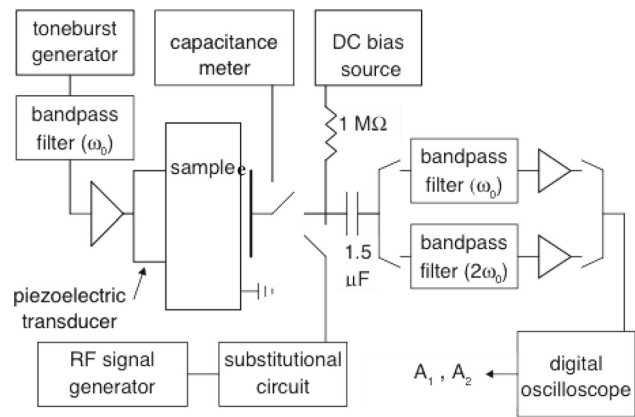 toneburst
generator
capacitance
meter
DC bias
source
bandpass
filter (ω₀)
1 MΩ
sample e
bandpass
filter (ω₀)
bandpass
filter (2ω₀)
1.5
μF
piezoelectric
transducer
RF signal
generator
substitutional
circuit
A₁ , A₂
digital
oscilloscope